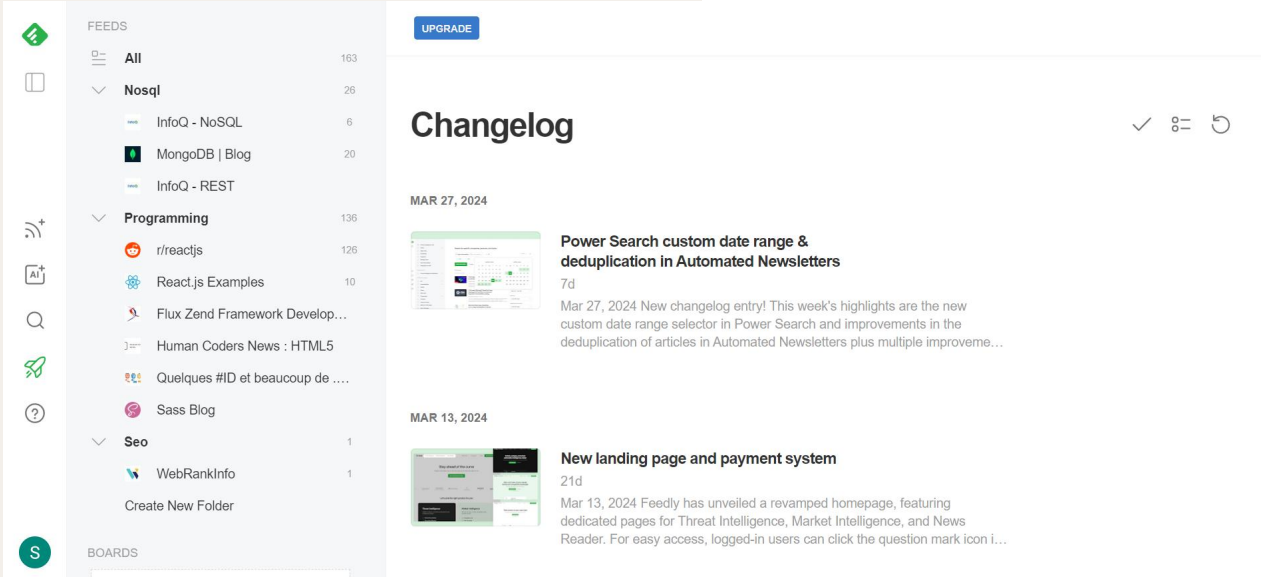 FEEDS
All 163
Nosql 26
InfoQ - NoSQL 6
MongoDB | Blog 20
InfoQ - REST
Programming 136
r/reactjs 126
React.js Examples 10
Flux Zend Framework Develop…
Human Coders News : HTML5
Quelques #ID et beaucoup de ….
Sass Blog
Seo 1
WebRankInfo 1
Create New Folder
BOARDS
AI
S
UPGRADE
Changelog
MAR 27, 2024
Power Search custom date range &
deduplication in Automated Newsletters
7d
Mar 27, 2024 New changelog entry! This week's highlights are the new
custom date range selector in Power Search and improvements in the
deduplication of articles in Automated Newsletters plus multiple improveme…
MAR 13, 2024
New landing page and payment system
21d
Mar 13, 2024 Feedly has unveiled a revamped homepage, featuring
dedicated pages for Threat Intelligence, Market Intelligence, and News
Reader. For easy access, logged-in users can click the question mark icon i…